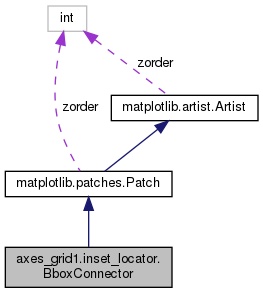 int
zorder
matplotlib.artist.Artist
zorder
matplotlib.patches.Patch
axes_grid1.inset_locator.
BboxConnector